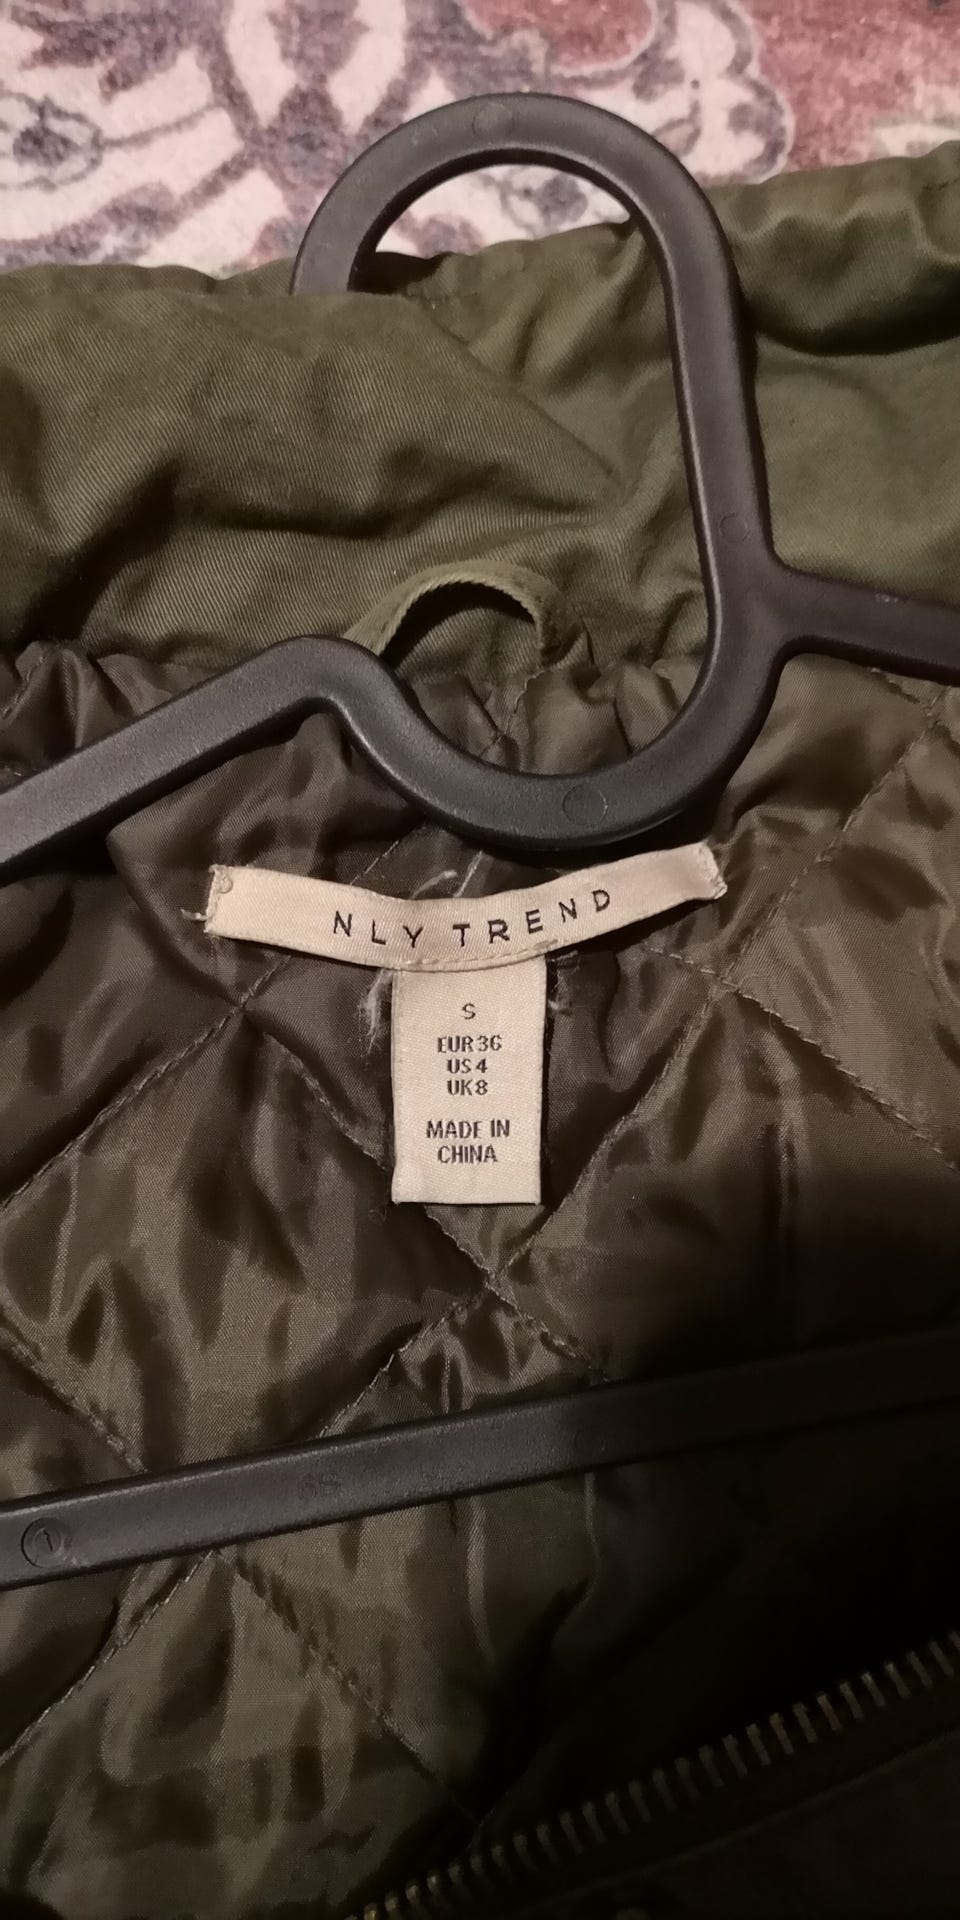 NLY TREND
S
EUR 36
US 4
UK 8
MADE IN
CHINA